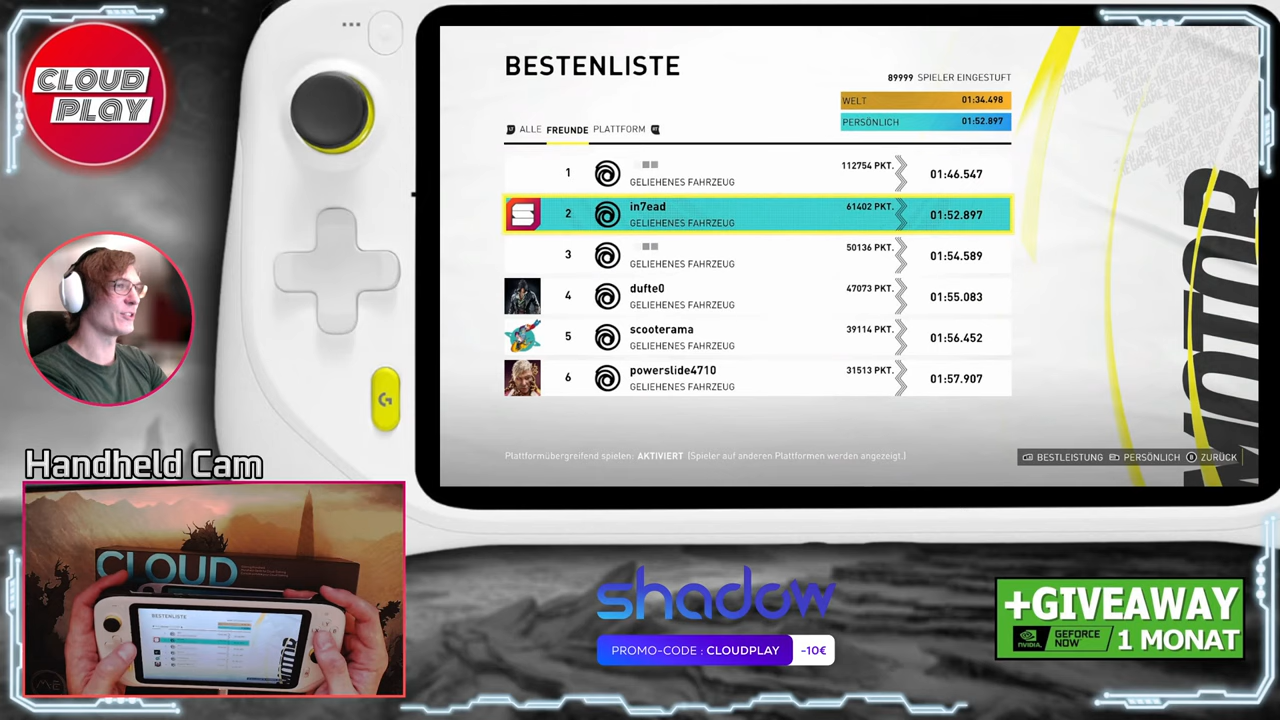 CLOUD
PLAY
BESTENLISTE
89999 SPIELER EINGESTUFT
WELT 01:34.498
PERSÖNLICH 01:52.897
ALLE FREUNDE PLATTFORM
1 112754 PKT. 01:46.547
GELIEHENES FAHRZEUG
2 in7ead 61402 PKT. 01:52.897
GELIEHENES FAHRZEUG
3 50136 PKT. 01:54.589
GELIEHENES FAHRZEUG
4 dufte0 47073 PKT. 01:55.083
GELIEHENES FAHRZEUG
5 scooterama 39114 PKT. 01:56.452
GELIEHENES FAHRZEUG
6 powerslide4710 31513 PKT. 01:57.907
GELIEHENES FAHRZEUG
Plattformübergreifend spielen: AKTIVIERT [Spieler auf anderen Plattformen werden angezeigt.]
BESTLEISTUNG PERSÖNLICH B ZURÜCK
MOTOR
G
Handheld Cam
CLOUD
BESTENLISTE
MOTOR
shadow
PROMO-CODE : CLOUDPLAY -10€
+GIVEAWAY
NVIDIA. GEFORCE NOW 1 MONAT